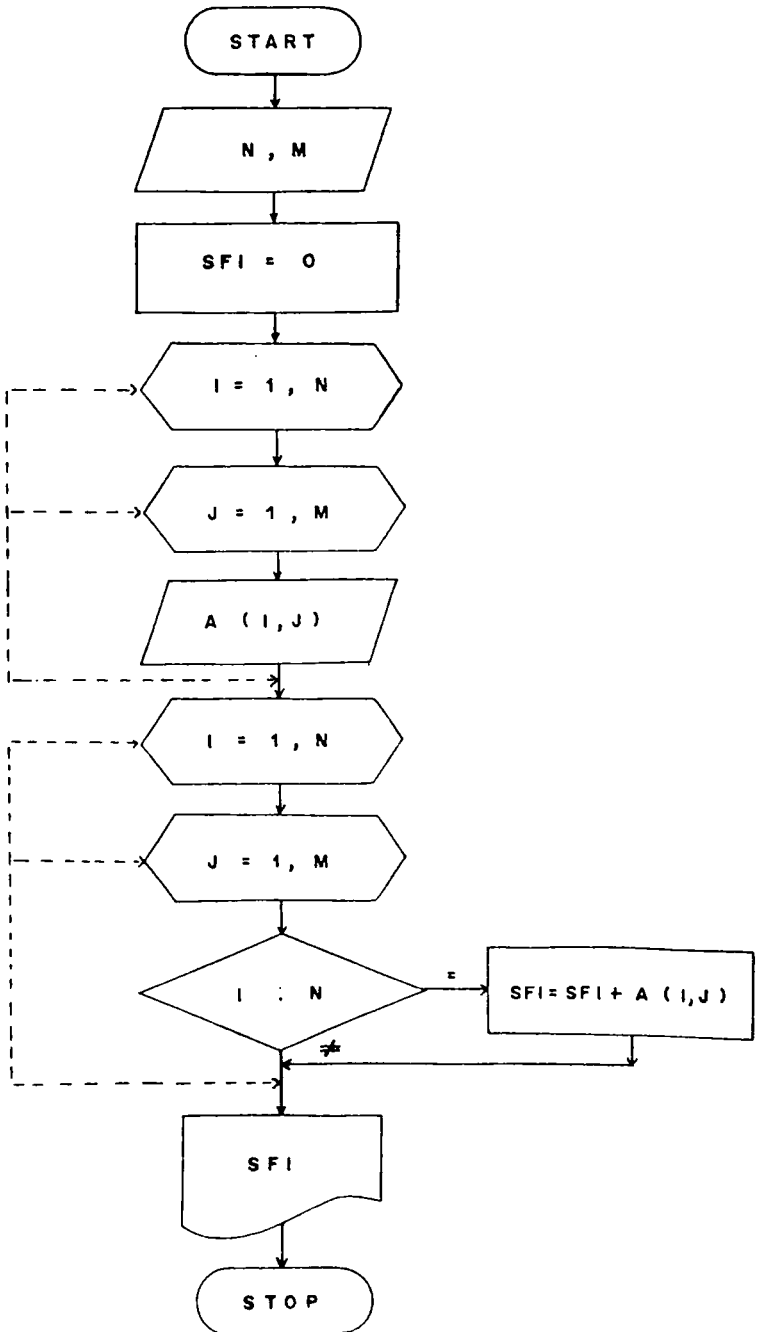 START
N , M
SFI = 0
I = 1 , N
J = 1 , M
A ( I,J )
I = 1 , N
J = 1 , M
I : N
=
SFI=SFI+ A ( I,J )
≠
SFI
STOP